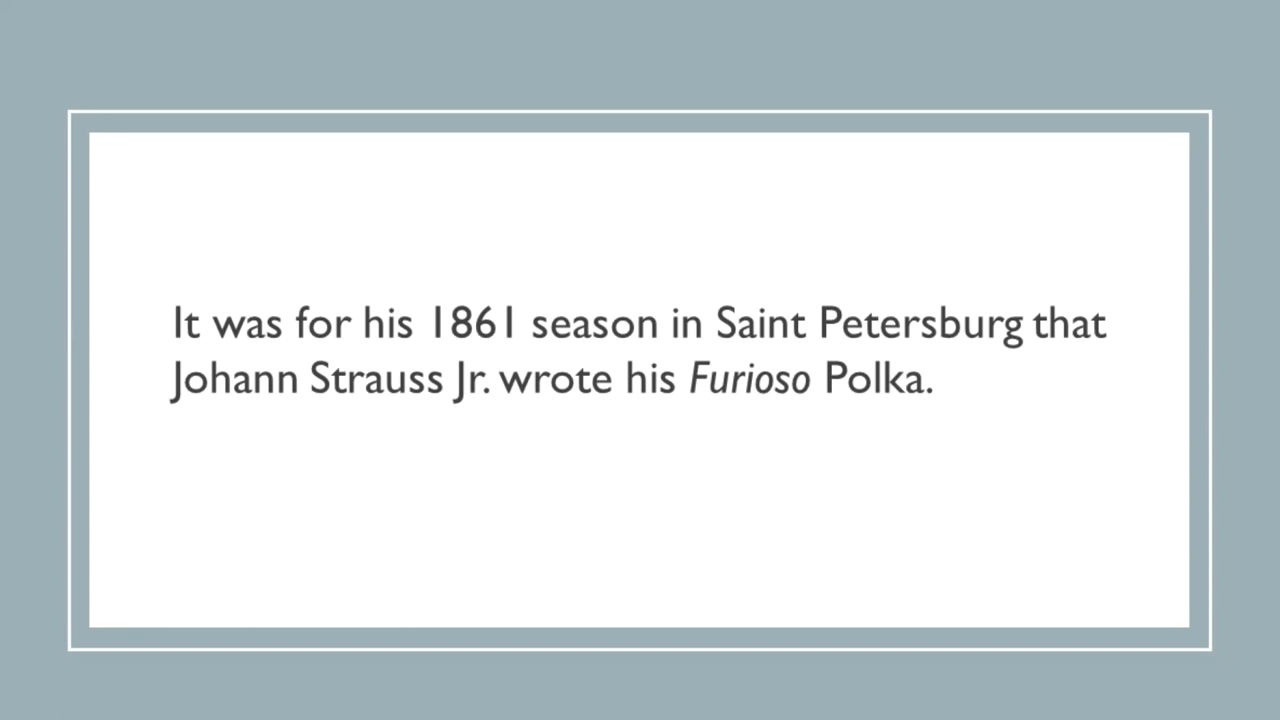 It was for his 1861 season in Saint Petersburg that
Johann Strauss Jr. wrote his Furioso Polka.